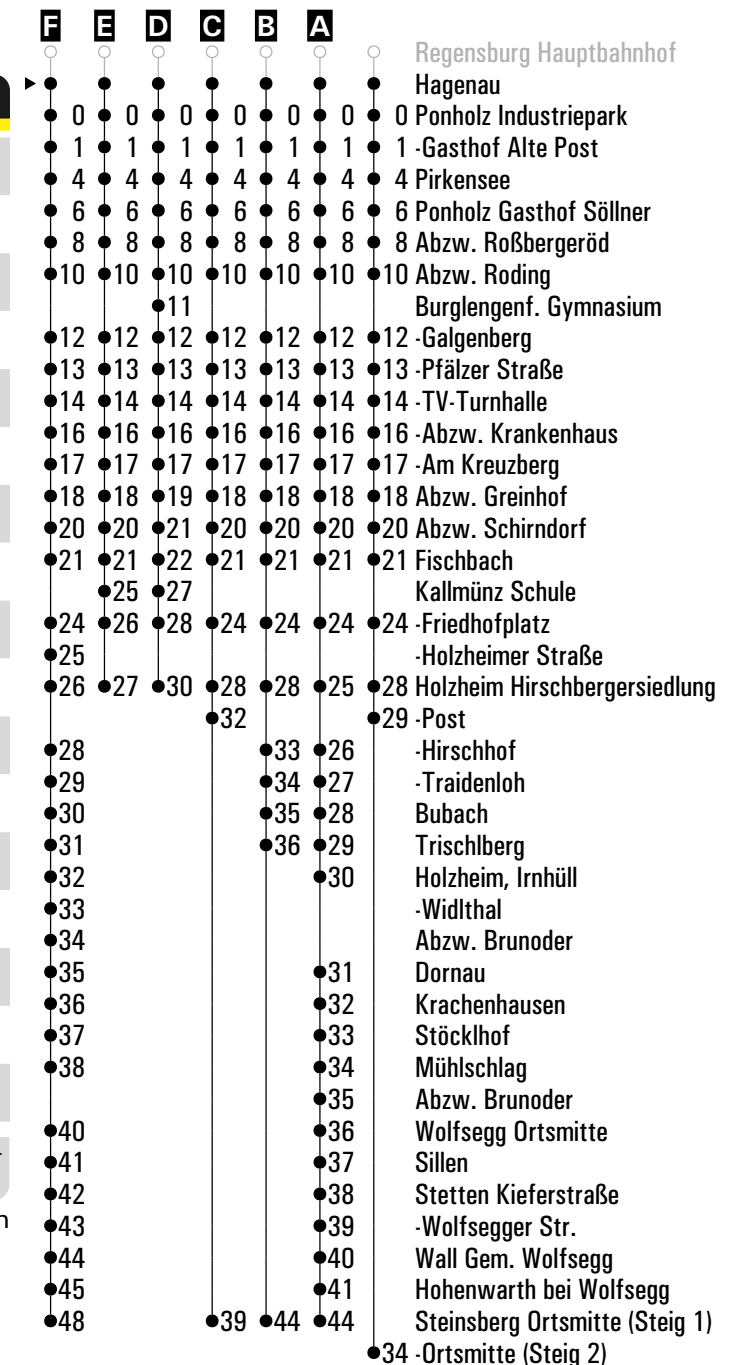 F E D C B A
Regensburg Hauptbahnhof
Hagenau
0 0 0 0 0 0 0 Ponholz Industriepark
1 1 1 1 1 1 1 -Gasthof Alte Post
4 4 4 4 4 4 4 Pirkensee
6 6 6 6 6 6 6 Ponholz Gasthof Söllner
8 8 8 8 8 8 8 Abzw. Roßbergeröd
10 10 10 10 10 10 10 Abzw. Roding
11 Burglengenf. Gymnasium
12 12 12 12 12 12 12 -Galgenberg
13 13 13 13 13 13 13 -Pfälzer Straße
14 14 14 14 14 14 14 -TV-Turnhalle
16 16 16 16 16 16 16 -Abzw. Krankenhaus
17 17 17 17 17 17 17 -Am Kreuzberg
18 18 19 18 18 18 18 Abzw. Greinhof
20 20 21 20 20 20 20 Abzw. Schirndorf
21 21 22 21 21 21 21 Fischbach
25 27 Kallmünz Schule
24 26 28 24 24 24 24 -Friedhofplatz
25 -Holzheimer Straße
26 27 30 28 28 25 28 Holzheim Hirschbergersiedlung
32 29 -Post
28 33 26 -Hirschhof
29 34 27 -Traidenloh
30 35 28 Bubach
31 36 29 Trischlberg
32 30 Holzheim, Irnhüll
33 -Widlthal
34 Abzw. Brunoder
35 31 Dornau
36 32 Krachenhausen
37 33 Stöcklhof
38 34 Mühlschlag
35 Abzw. Brunoder
40 36 Wolfsegg Ortsmitte
41 37 Sillen
42 38 Stetten Kieferstraße
n 43 39 -Wolfsegger Str.
44 40 Wall Gem. Wolfsegg
45 41 Hohenwarth bei Wolfsegg
48 39 44 44 Steinsberg Ortsmitte (Steig 1)
34 -Ortsmitte (Steig 2)